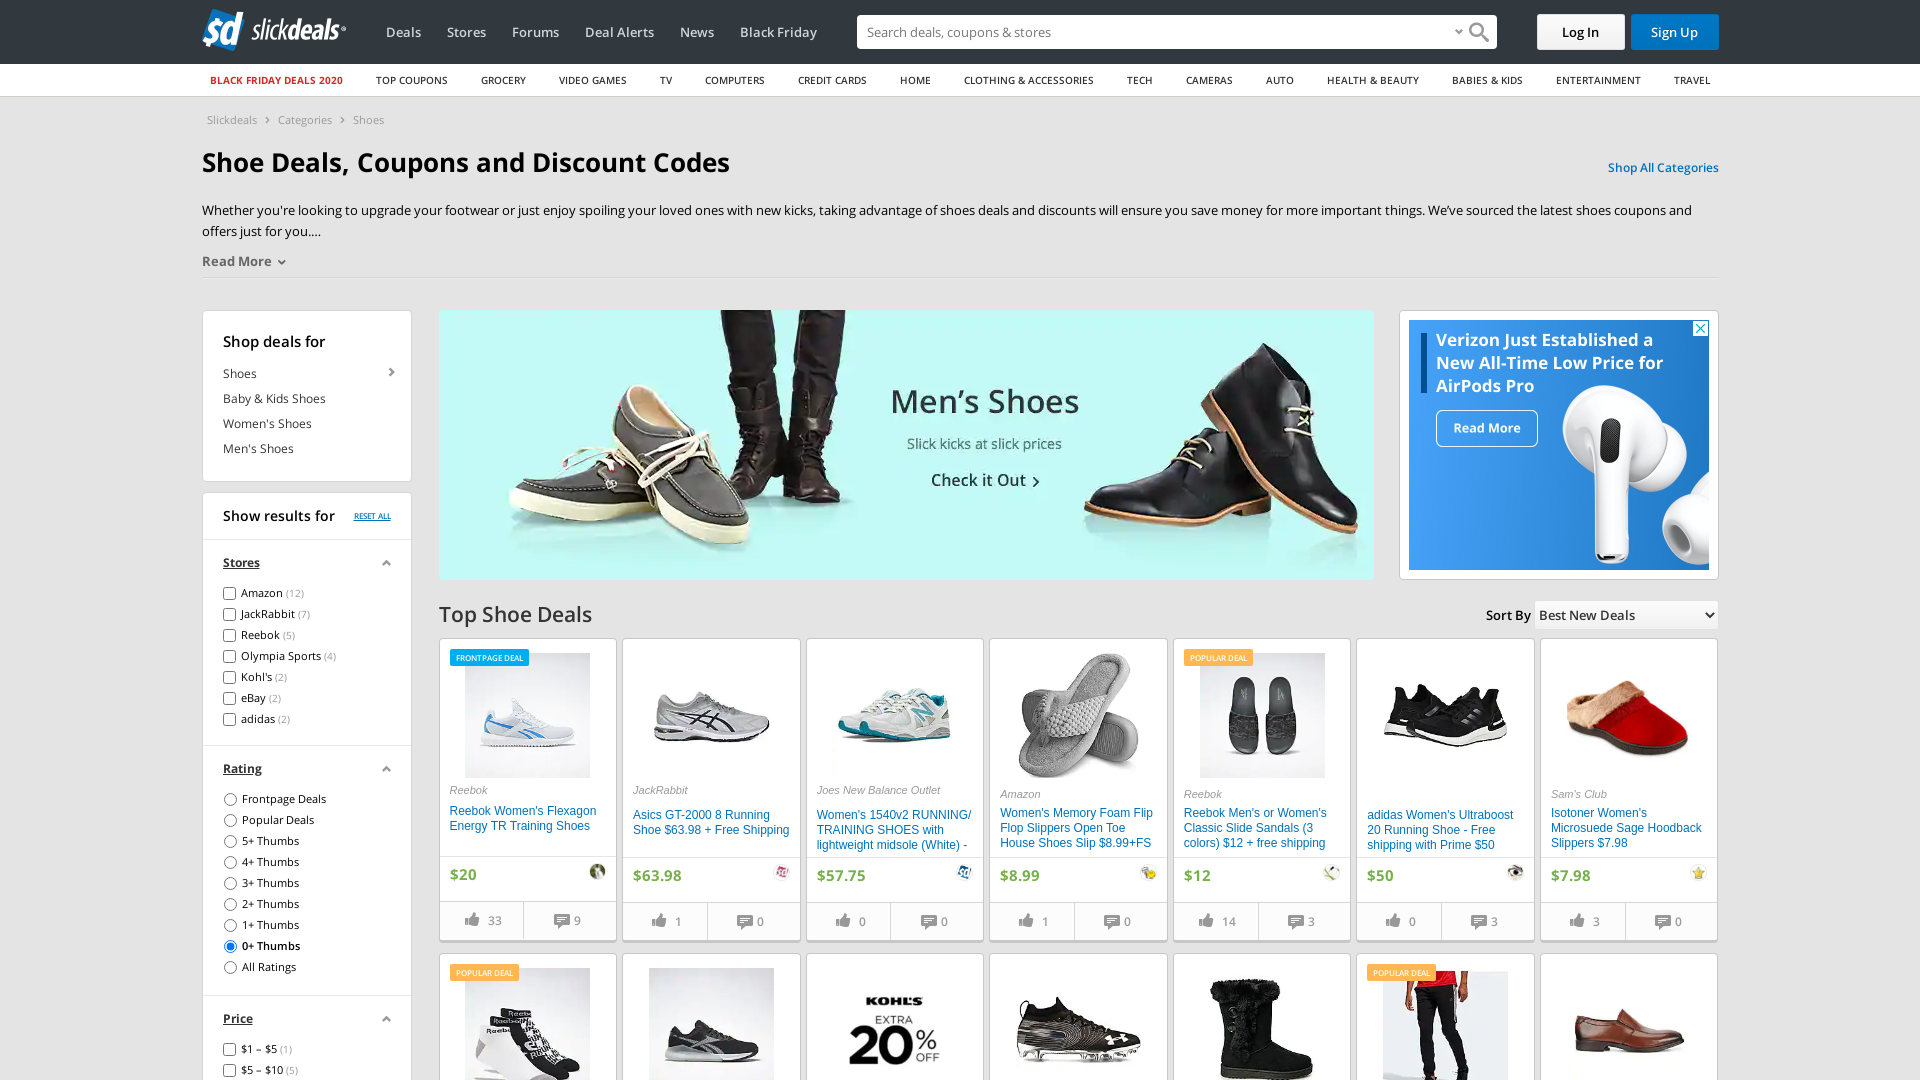 sd slickdeals
Deals
Stores
Forums
Deal Alerts
News
Black Friday
Search deals, coupons & stores
Log In
Sign Up
BLACK FRIDAY DEALS 2020
TOP COUPONS
GROCERY
VIDEO GAMES
TV
COMPUTERS
CREDIT CARDS
HOME
CLOTHING & ACCESSORIES
TECH
CAMERAS
AUTO
HEALTH & BEAUTY
BABIES & KIDS
ENTERTAINMENT
TRAVEL
Slickdeals > Categories > Shoes
Shoe Deals, Coupons and Discount Codes
Shop All Categories
Whether you're looking to upgrade your footwear or just enjoy spoiling your loved ones with new kicks, taking advantage of shoes deals and discounts will ensure you save money for more important things. We've sourced the latest shoes coupons and
offers just for you....
Read More
Shop deals for
Shoes
Baby & Kids Shoes
Women's Shoes
Men's Shoes
Show results for
RESET ALL
Stores
Amazon (12)
JackRabbit (7)
Reebok (5)
Olympia Sports (4)
Kohl's (2)
eBay (2)
adidas (2)
Rating
Frontpage Deals
Popular Deals
5+ Thumbs
4+ Thumbs
3+ Thumbs
2+ Thumbs
1+ Thumbs
0+ Thumbs
All Ratings
Price
$1 – $5 (1)
$5 – $10 (5)
Men's Shoes
Slick kicks at slick prices
Check it Out >
Verizon Just Established a
New All-Time Low Price for
AirPods Pro
Read More
Top Shoe Deals
Sort By
Best New Deals
FRONTPAGE DEAL
Reebok
Reebok Women's Flexagon
Energy TR Training Shoes
$20
33
9
JackRabbit
Asics GT-2000 8 Running
Shoe $63.98 + Free Shipping
$63.98
1
0
Joes New Balance Outlet
Women's 1540v2 RUNNING/
TRAINING SHOES with
lightweight midsole (White) -
$57.75
0
0
Amazon
Women's Memory Foam Flip
Flop Slippers Open Toe
House Shoes Slip $8.99+FS
$8.99
1
0
POPULAR DEAL
Reebok
Reebok Men's or Women's
Classic Slide Sandals (3
colors) $12 + free shipping
$12
14
3
adidas Women's Ultraboost
20 Running Shoe - Free
shipping with Prime $50
$50
0
3
Sam's Club
Isotoner Women's
Microsuede Sage Hoodback
Slippers $7.98
$7.98
3
0
POPULAR DEAL
Reebok
KOHL'S
EXTRA
20% OFF
POPULAR DEAL